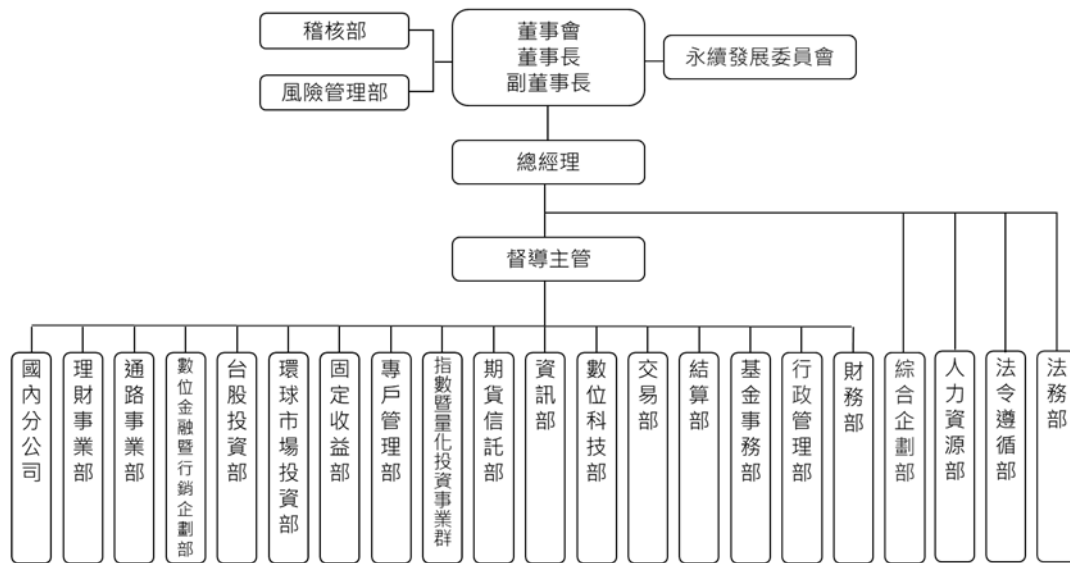 稽核部
風險管理部
董事會
董事長
副董事長
永續發展委員會
總經理
督導主管
國內分公司
理財事業部
通路事業部
數位金融暨行銷企劃部
台股投資部
環球市場投資部
固定收益部
專戶管理部
指數暨量化投資事業群
期貨信託部
資訊部
數位科技部
交易部
結算部
基金事務部
行政管理部
財務部
綜合企劃部
人力資源部
法令遵循部
法務部